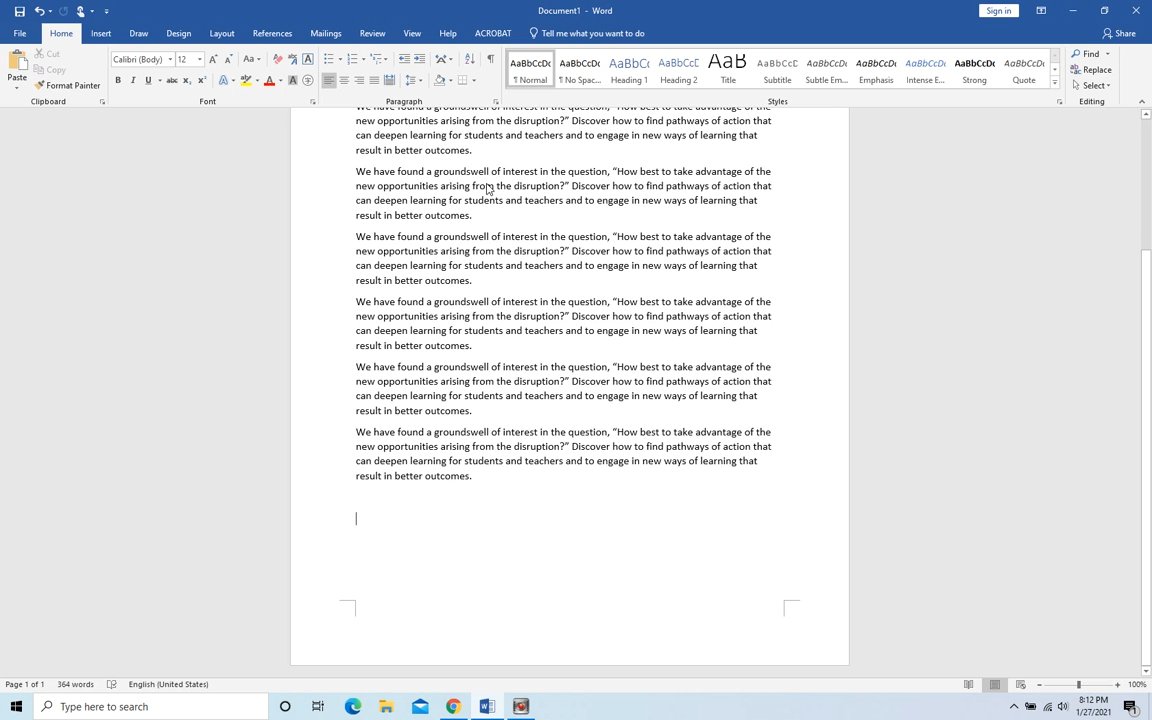 Document1 - Word
Sign in
File Home Insert Draw Design Layout References Mailings Review View Help ACROBAT Tell me what you want to do Share
Paste
Cut
Copy
Format Painter
Clipboard
Calibri (Body) 12
Aa
B I U abc X₂ X²
Font
Paragraph
AaBbCcDc AaBbCcDc AaBbCc AaBbCcE AaB AaBbCcD AaBbCcDc AaBbCcDc AaBbCcDc AaBbCcDc AaBbCcDc
¶ Normal ¶ No Spac... Heading 1 Heading 2 Title Subtitle Subtle Em... Emphasis Intense E... Strong Quote
Styles
Find
Replace
Select
Editing
We have found a groundswell of interest in the question, “How best to take advantage of the
new opportunities arising from the disruption?” Discover how to find pathways of action that
can deepen learning for students and teachers and to engage in new ways of learning that
result in better outcomes.
We have found a groundswell of interest in the question, “How best to take advantage of the
new opportunities arising from the disruption?” Discover how to find pathways of action that
can deepen learning for students and teachers and to engage in new ways of learning that
result in better outcomes.
We have found a groundswell of interest in the question, “How best to take advantage of the
new opportunities arising from the disruption?” Discover how to find pathways of action that
can deepen learning for students and teachers and to engage in new ways of learning that
result in better outcomes.
We have found a groundswell of interest in the question, “How best to take advantage of the
new opportunities arising from the disruption?” Discover how to find pathways of action that
can deepen learning for students and teachers and to engage in new ways of learning that
result in better outcomes.
We have found a groundswell of interest in the question, “How best to take advantage of the
new opportunities arising from the disruption?” Discover how to find pathways of action that
can deepen learning for students and teachers and to engage in new ways of learning that
result in better outcomes.
We have found a groundswell of interest in the question, “How best to take advantage of the
new opportunities arising from the disruption?” Discover how to find pathways of action that
can deepen learning for students and teachers and to engage in new ways of learning that
result in better outcomes.
Page 1 of 1 364 words English (United States) 100%
Type here to search
8:12 PM
1/27/2021